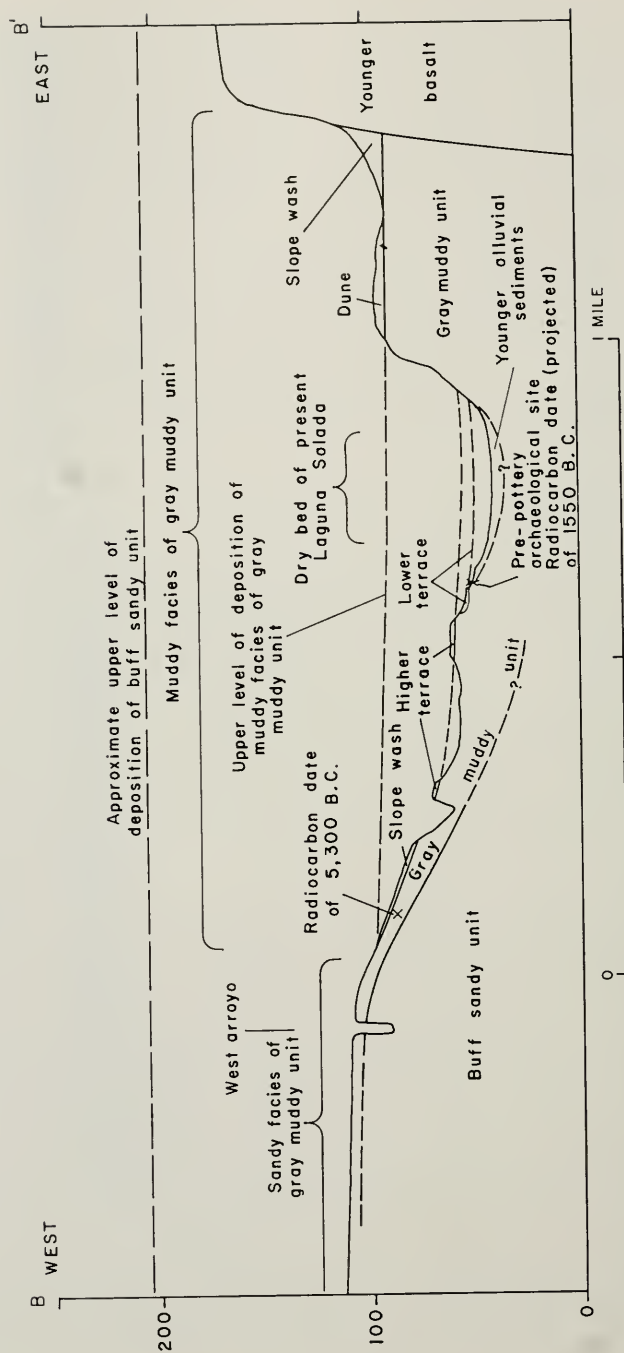 B
WEST
EAST
B'
Approximate upper level of
deposition of buff sandy unit
Muddy facies of gray muddy unit
West arroyo
Sandy facies of
gray muddy unit
Upper level of deposition of
muddy facies of gray
muddy unit
Radiocarbon date
of 5,300 B.C.
Slope wash
Higher
terrace
Lower
terrace
Dry bed of present
Laguna Salada
Dune
Slope wash
Younger
basalt
Gray muddy unit
Gray
muddy
?
unit
Buff sandy unit
?
Younger alluvial
sediments
Pre-pottery
archaeological site
Radiocarbon date (projected)
of 1550 B.C.
200
100
0
0
1 MILE